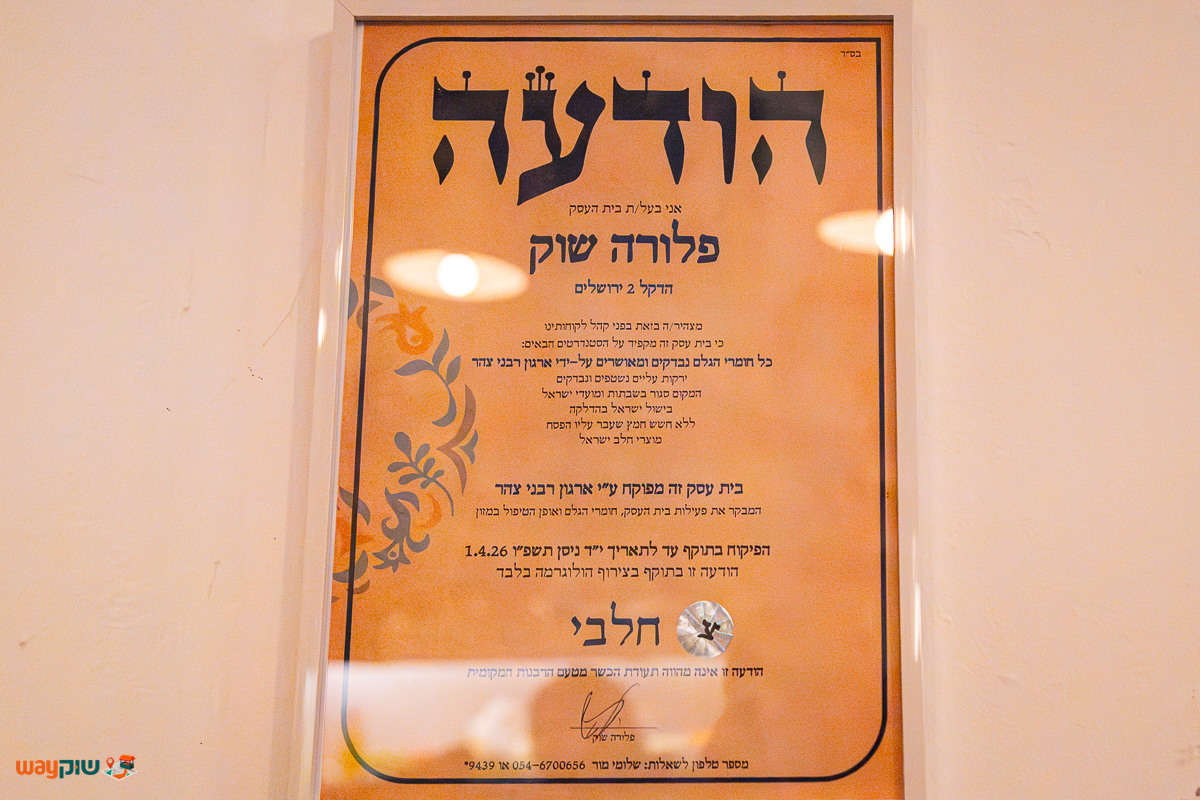 בס״ד
הודעה
אני בעל/ת בית העסק
פלורה שוק
הדקל 2 ירושלים
מצהיר/ה בזאת בפני קהל לקוחותינו
כי בית עסק זה מקפיד על הסטנדרטים הבאים:
כל חומרי הגלם נבדקים ומאושרים על-ידי ארגון רבני צהר
ירקות עליים נשטפים ונבדקים
המקום סגור בשבתות ומועדי ישראל
בישול ישראל בהדלקה
ללא חשש חמץ שעבר עליו הפסח
מוצרי חלב ישראל
בית עסק זה מפוקח ע״י ארגון רבני צהר
המבקר את פעילות בית העסק, חומרי הגלם ואופן הטיפול במזון
הפיקוח בתוקף עד לתאריך י״ד ניסן תשפ״ו 1.4.26
הודעה זו בתוקף בצירוף הולוגרמה בלבד
צ חלבי
הודעה זו אינה מהווה תעודת הכשר מטעם הרבנות המקומית
פלורה שוק
מספר טלפון לשאלות: שלומי מור 054-6700656 או 9439*
שוק way